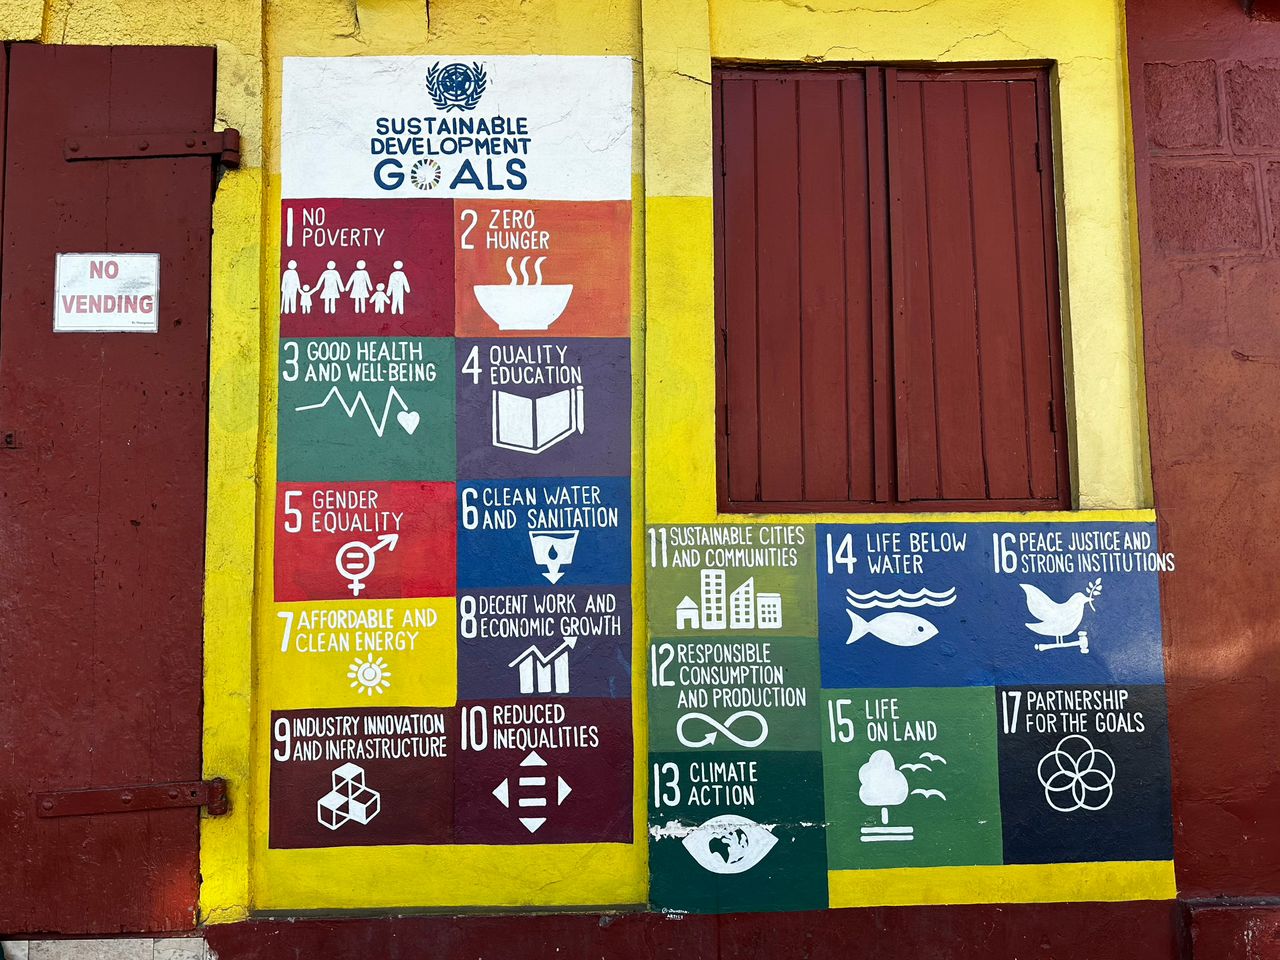 NO
VENDING
SUSTAINABLE
DEVELOPMENT
GOALS
1 NO
POVERTY
2 ZERO
HUNGER
3 GOOD HEALTH
AND WELL-BEING
4 QUALITY
EDUCATION
5 GENDER
EQUALITY
6 CLEAN WATER
AND SANITATION
7 AFFORDABLE AND
CLEAN ENERGY
8 DECENT WORK AND
ECONOMIC GROWTH
9 INDUSTRY INNOVATION
AND INFRASTRUCTURE
10 REDUCED
INEQUALITIES
11 SUSTAINABLE CITIES
AND COMMUNITIES
12 RESPONSIBLE
CONSUMPTION
AND PRODUCTION
13 CLIMATE
ACTION
14 LIFE BELOW
WATER
15 LIFE
ON LAND
16 PEACE JUSTICE AND
STRONG INSTITUTIONS
17 PARTNERSHIP
FOR THE GOALS
ARTIST